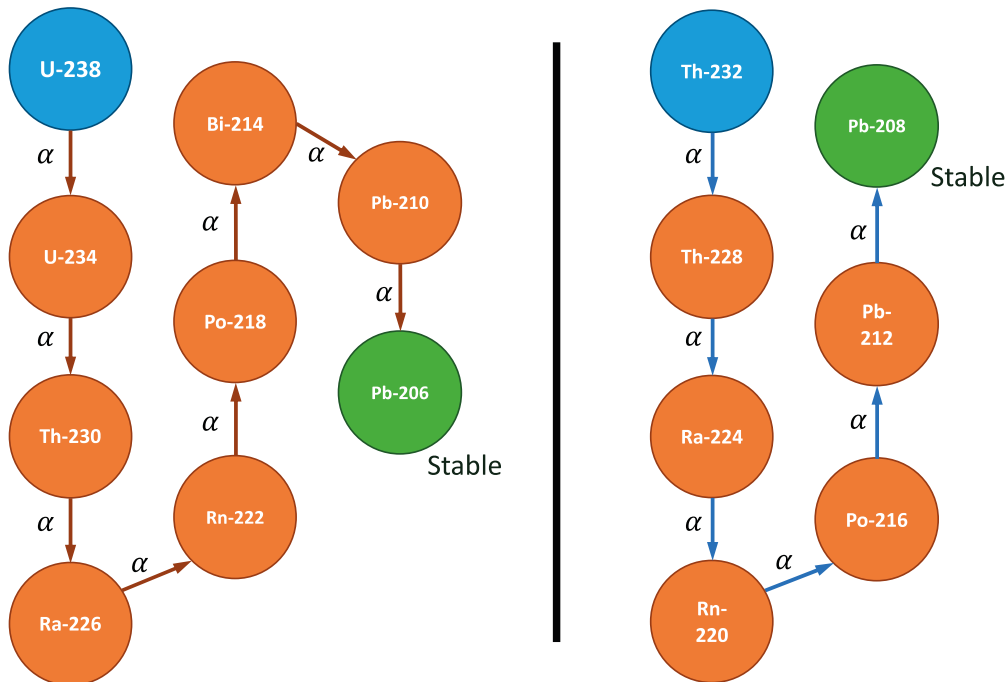 U-238
α
U-234
α
Th-230
α
Ra-226
α
Rn-222
α
Po-218
α
Bi-214
α
Pb-210
α
Pb-206
Stable
Th-232
α
Th-228
α
Ra-224
α
Rn-
220
α
Po-216
α
Pb-
212
α
Pb-208
Stable